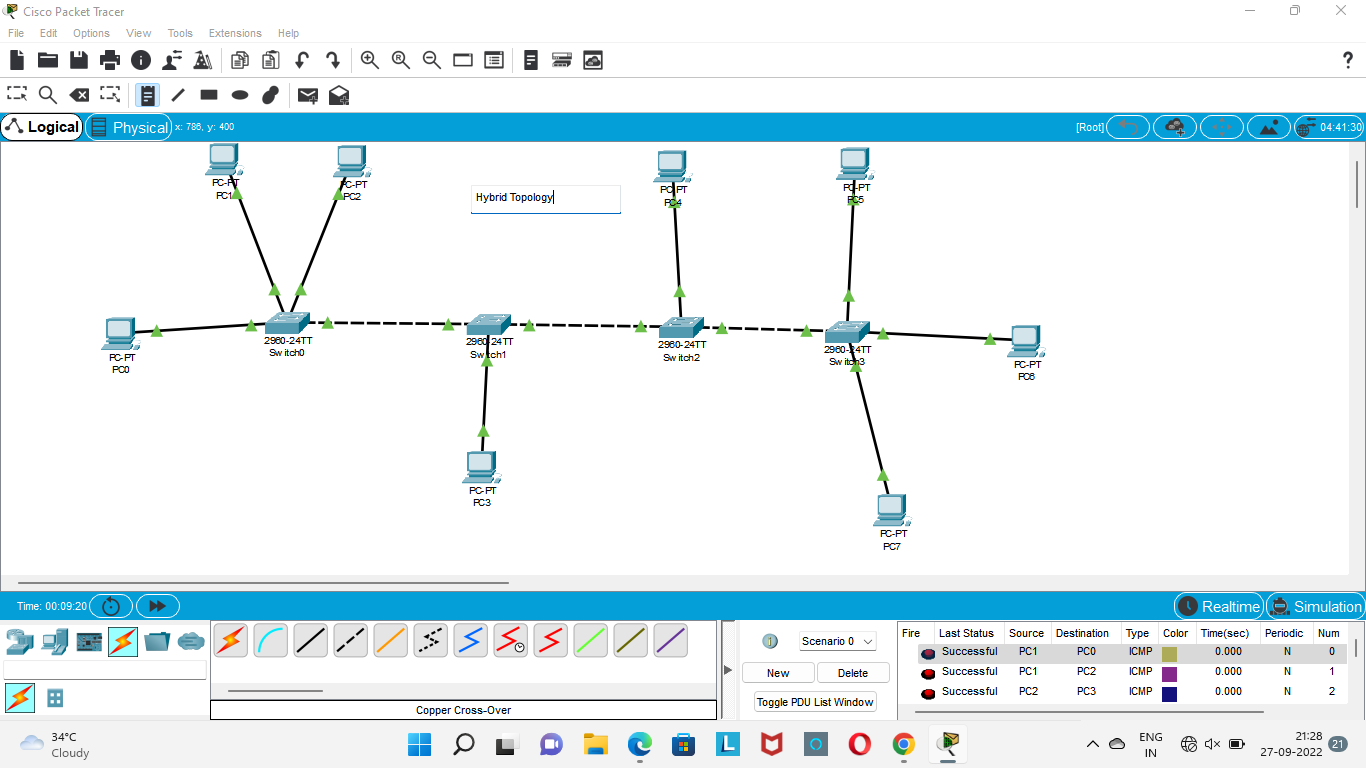 Cisco Packet Tracer
File Edit Options View Tools Extensions Help
R
?
Logical Physical x: 786, y: 400 [Root] 04:41:30
PC-PT
PC1
PC-PT
PC2
Hybrid Topology
PC-PT
PC4
PC-PT
PC5
PC-PT
PC0
2960-24TT
Switch0
2960-24TT
Switch1
2960-24TT
Switch2
2960-24TT
Switch3
PC-PT
PC6
PC-PT
PC3
PC-PT
PC7
Time: 00:09:20 Realtime Simulation
Scenario 0
New Delete
Toggle PDU List Window
Fire Last Status Source Destination Type Color Time(sec) Periodic Num
Successful PC1 PC0 ICMP 0.000 N 0
Successful PC1 PC2 ICMP 0.000 N 1
Successful PC2 PC3 ICMP 0.000 N 2
Copper Cross-Over
34°C
Cloudy
L
ENG
IN
21:28
27-09-2022
21